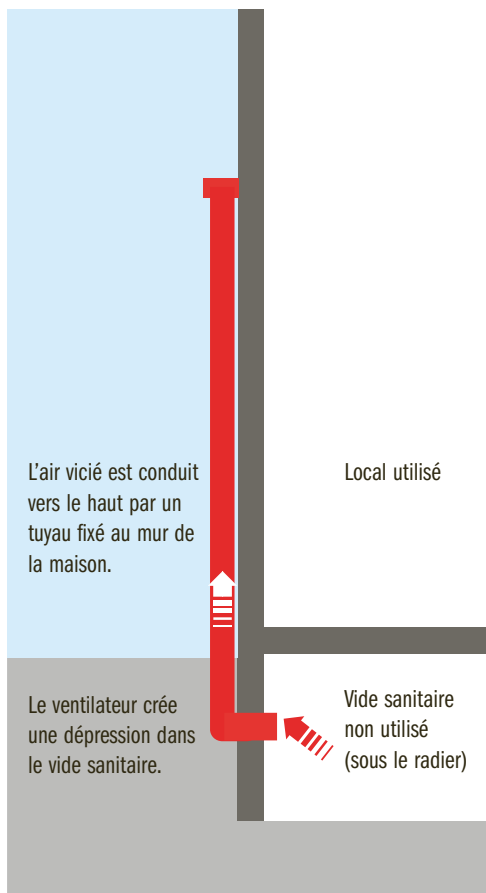 L'air vicié est conduit
vers le haut par un
tuyau fixé au mur de
la maison.
Local utilisé
Le ventilateur crée
une dépression dans
le vide sanitaire.
Vide sanitaire
non utilisé
(sous le radier)